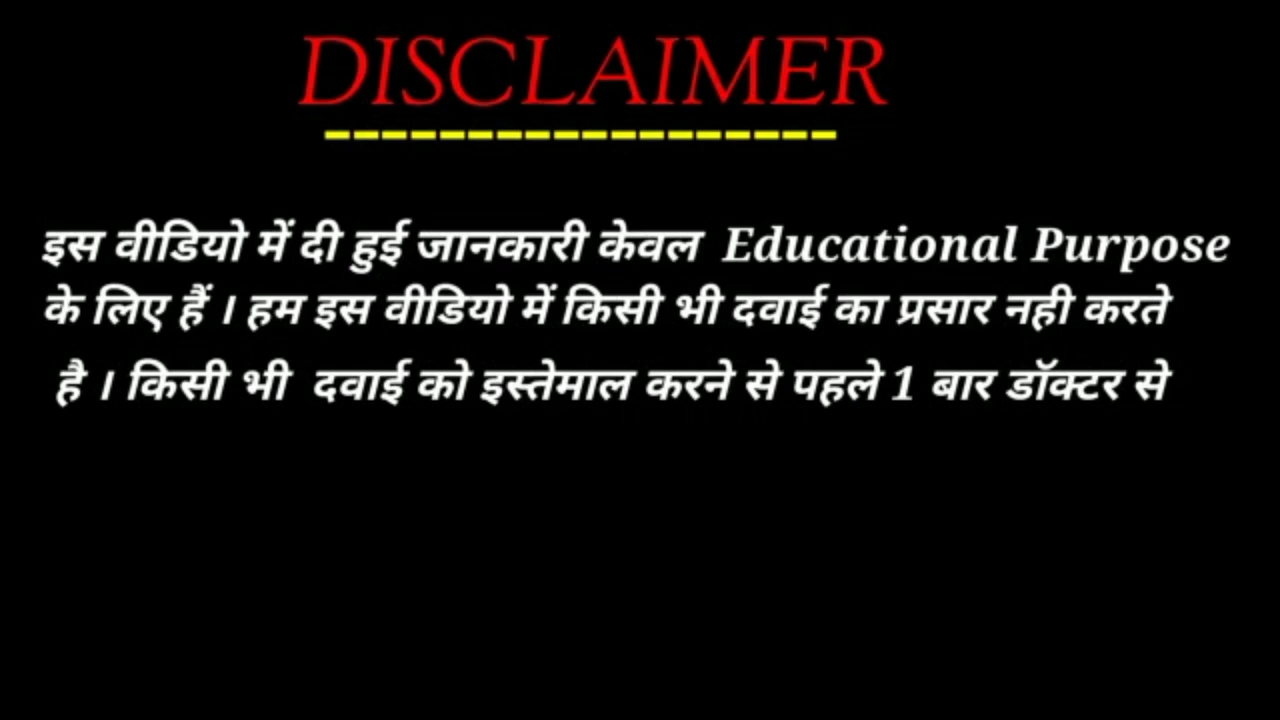 DISCLAIMER
------------------
इस वीडियो में दी हुई जानकारी केवल Educational Purpose
के लिए हैं । हम इस वीडियो में किसी भी दवाई का प्रसार नही करते
है । किसी भी दवाई को इस्तेमाल करने से पहले 1 बार डॉक्टर से